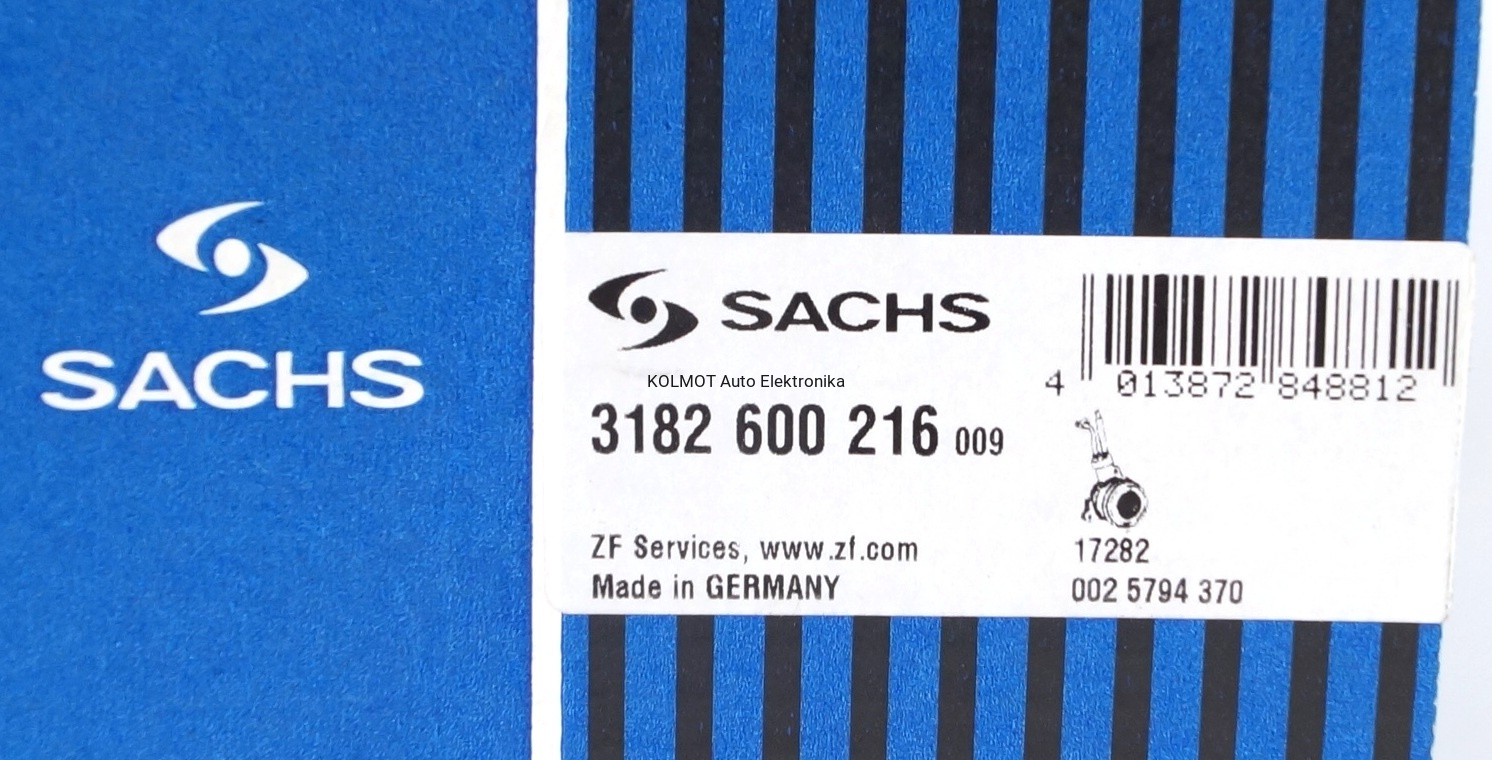 SACHS
SACHS
KOLMOT Auto Elektronika
3182 600 216 009
ZF Services, www.zf.com
Made in GERMANY
4 013872 848812
17282
002 5794 370